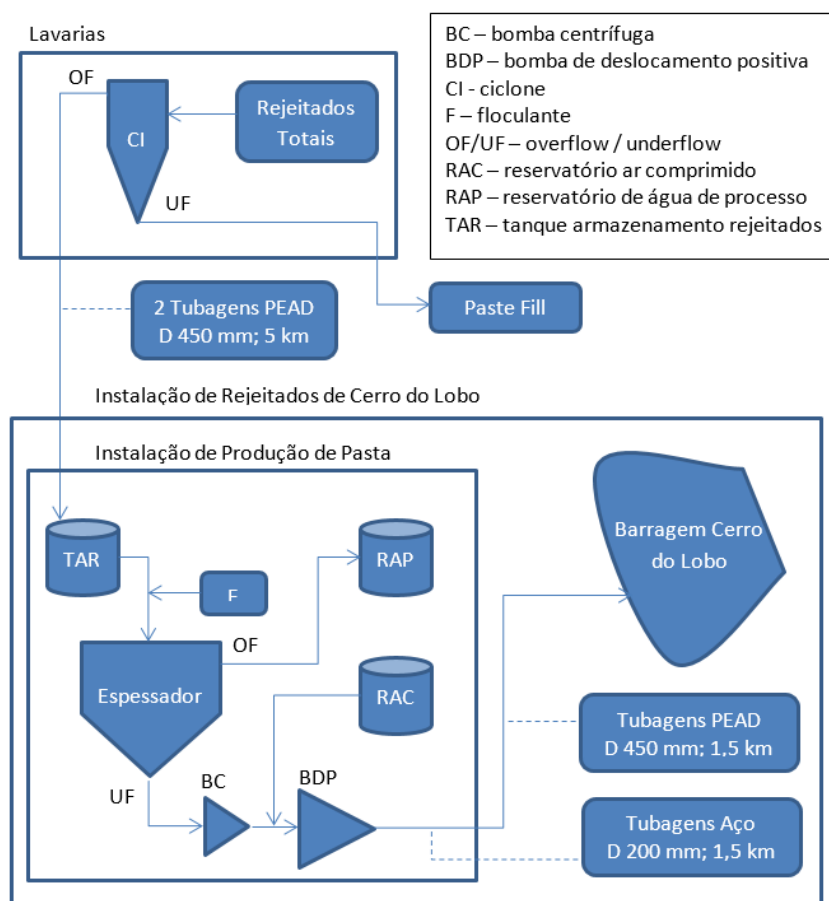 Lavarias
OF
CI
Rejeitados
Totais
UF
BC – bomba centrífuga
BDP – bomba de deslocamento positiva
CI - ciclone
F – floculante
OF/UF – overflow / underflow
RAC – reservatório ar comprimido
RAP – reservatório de água de processo
TAR – tanque armazenamento rejeitados
2 Tubagens PEAD
D 450 mm; 5 km
Paste Fill
Instalação de Rejeitados de Cerro do Lobo
Instalação de Produção de Pasta
TAR
F
RAP
Barragem Cerro
do Lobo
OF
Espessador
RAC
UF
BC
BDP
Tubagens PEAD
D 450 mm; 1,5 km
Tubagens Aço
D 200 mm; 1,5 km